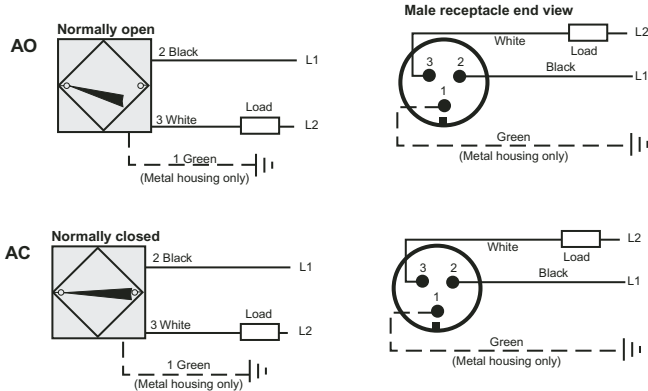 Male receptacle end view
AO
Normally open
2 Black
L1
3 White
Load
L2
1 Green
(Metal housing only)
White
Load
L2
3
2
Black
L1
1
Green
(Metal housing only)
AC
Normally closed
2 Black
L1
3 White
Load
L2
1 Green
(Metal housing only)
White
Load
L2
3
2
Black
L1
1
Green
(Metal housing only)